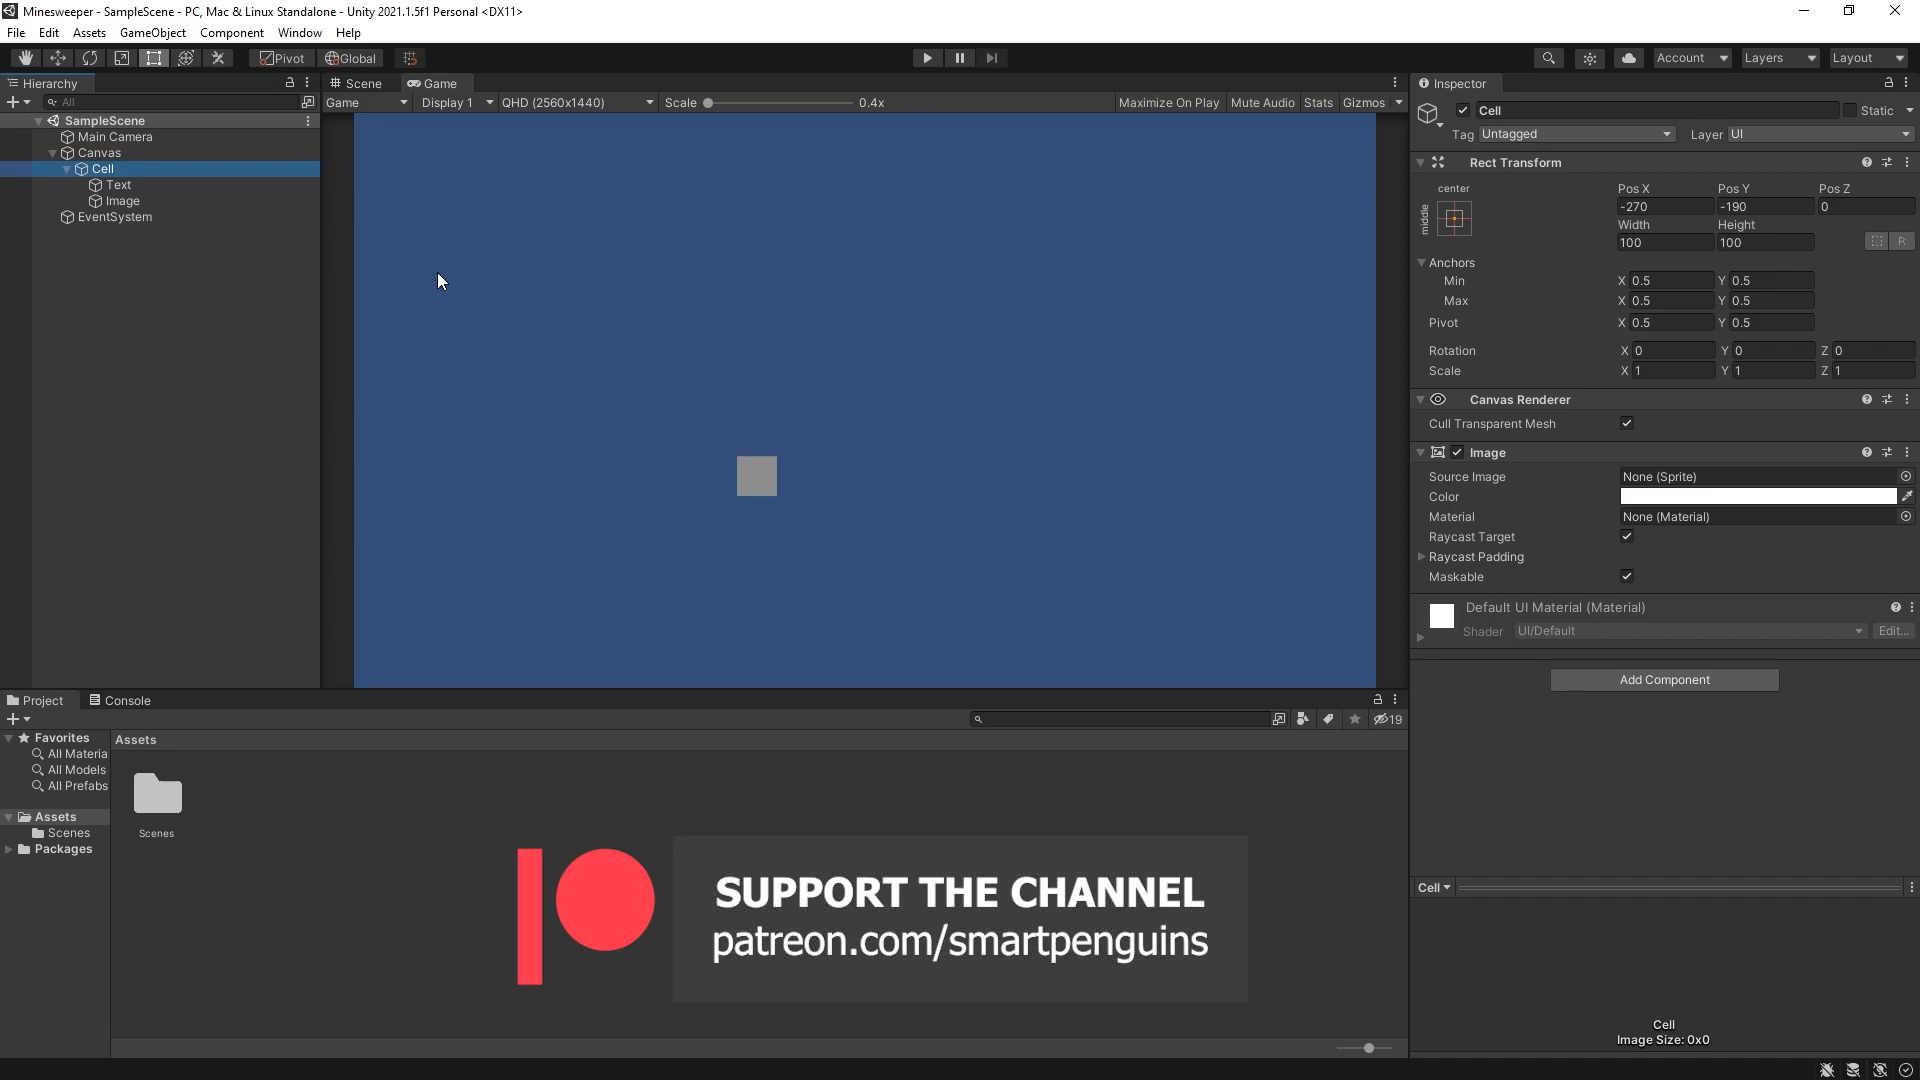 Minesweeper - SampleScene - PC, Mac & Linux Standalone - Unity 2021.1.5f1 Personal <DX11>
File Edit Assets GameObject Component Window Help
Pivot Global Account Layers Layout
Hierarchy
All
SampleScene
Main Camera
Canvas
Cell
Text
Image
EventSystem
Scene Game
Game Display 1 QHD (2560x1440) Scale 0.4x Maximize On Play Mute Audio Stats Gizmos
Inspector
Cell Static
Tag Untagged Layer UI
Rect Transform
center
middle
Pos X Pos Y Pos Z
-270 -190 0
Width Height
100 100 R
Anchors
Min X 0.5 Y 0.5
Max X 0.5 Y 0.5
Pivot X 0.5 Y 0.5
Rotation X 0 Y 0 Z 0
Scale X 1 Y 1 Z 1
Canvas Renderer
Cull Transparent Mesh
Image
Source Image None (Sprite)
Color
Material None (Material)
Raycast Target
Raycast Padding
Maskable
Default UI Material (Material)
Shader UI/Default Edit...
Add Component
Cell
Cell
Image Size: 0x0
Project Console
19
Favorites
All Materia
All Models
All Prefabs
Assets
Scenes
Packages
Assets
Scenes
SUPPORT THE CHANNEL
patreon.com/smartpenguins